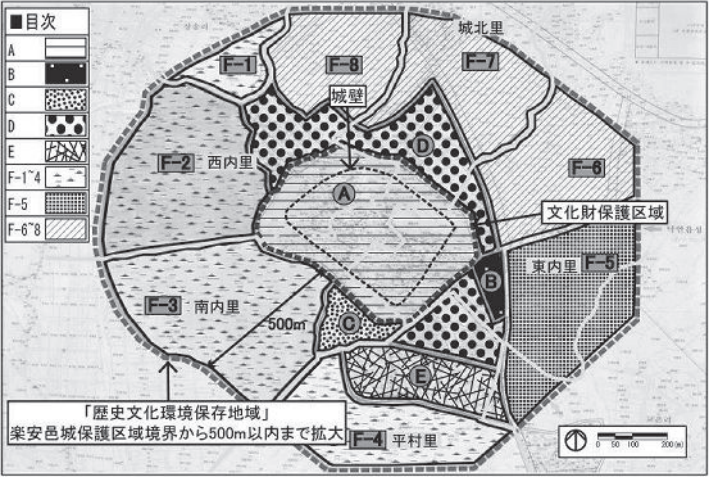 ■目次
A
B
C
D
E
F-1~4
F-5
F-6~8
F-1
F-8
城北里
F-7
城壁
D
F-2
西内里
A
F-6
文化財保護区域
東内里
F-5
B
F-3
南内里
500m
C
E
「歴史文化環境保存地域」
楽安邑城保護区域境界から500m以内まで拡大
F-4
平村里
0 50 100 200(m)